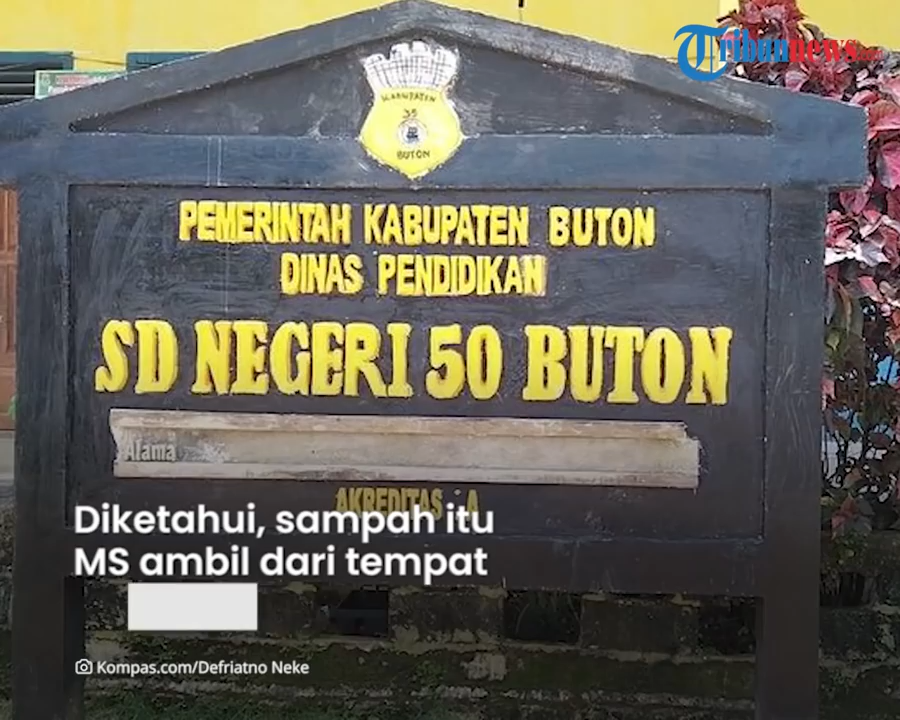 Tribunnews.com
KABUPATEN
BUTON
PEMERINTAH KABUPATEN BUTON
DINAS PENDIDIKAN
SD NEGERI 50 BUTON
Alama
AKREDITAS : A
Diketahui, sampah itu
MS ambil dari tempat
Kompas.com/Defriatno Neke